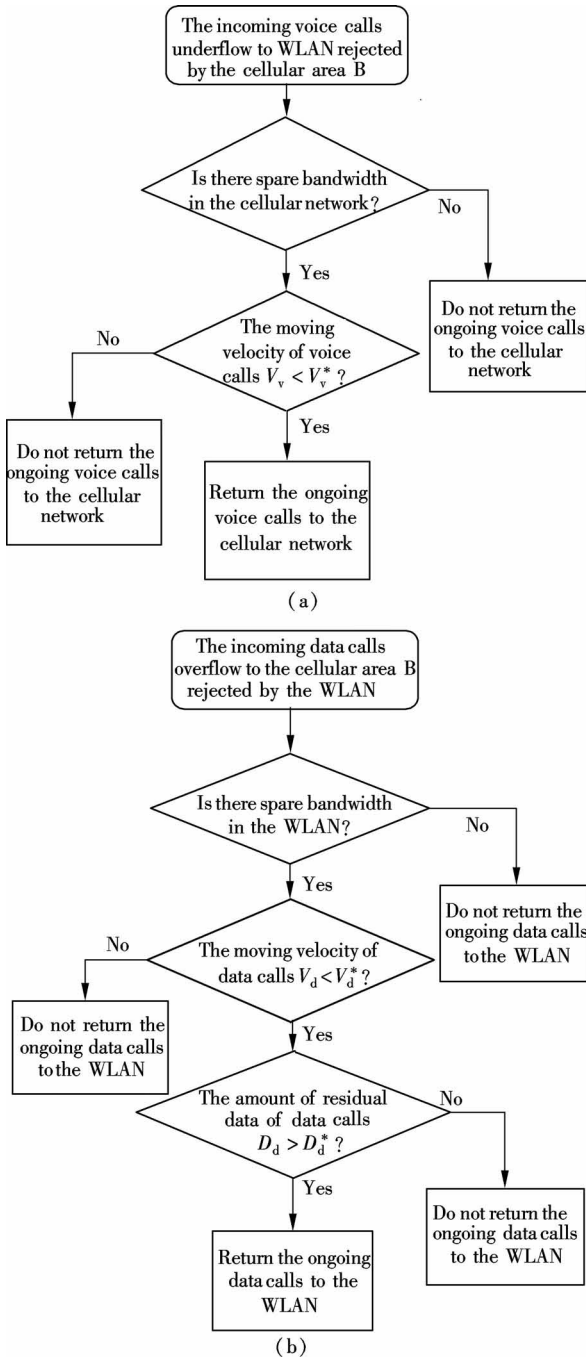 The incoming voice calls
underflow to WLAN rejected
by the cellular area B
Is there spare bandwidth
in the cellular network?
No
Yes
Do not return the
ongoing voice calls
to the cellular
network
The moving
velocity of voice
calls V_v < V_v^* ?
No
Yes
Do not return the
ongoing voice calls
to the cellular
network
Return the ongoing
voice calls to the
cellular network
(a)
The incoming data calls
overflow to the cellular area B
rejected by the WLAN
Is there spare bandwidth
in the WLAN?
No
Yes
Do not return the
ongoing data calls
to the WLAN
The moving velocity of
data calls V_d < V_d^* ?
No
Yes
Do not return the
ongoing data calls
to the WLAN
The amount of residual
data of data calls
D_d > D_d^* ?
No
Yes
Do not return the
ongoing data calls
to the WLAN
Return the ongoing
data calls to the
WLAN
(b)